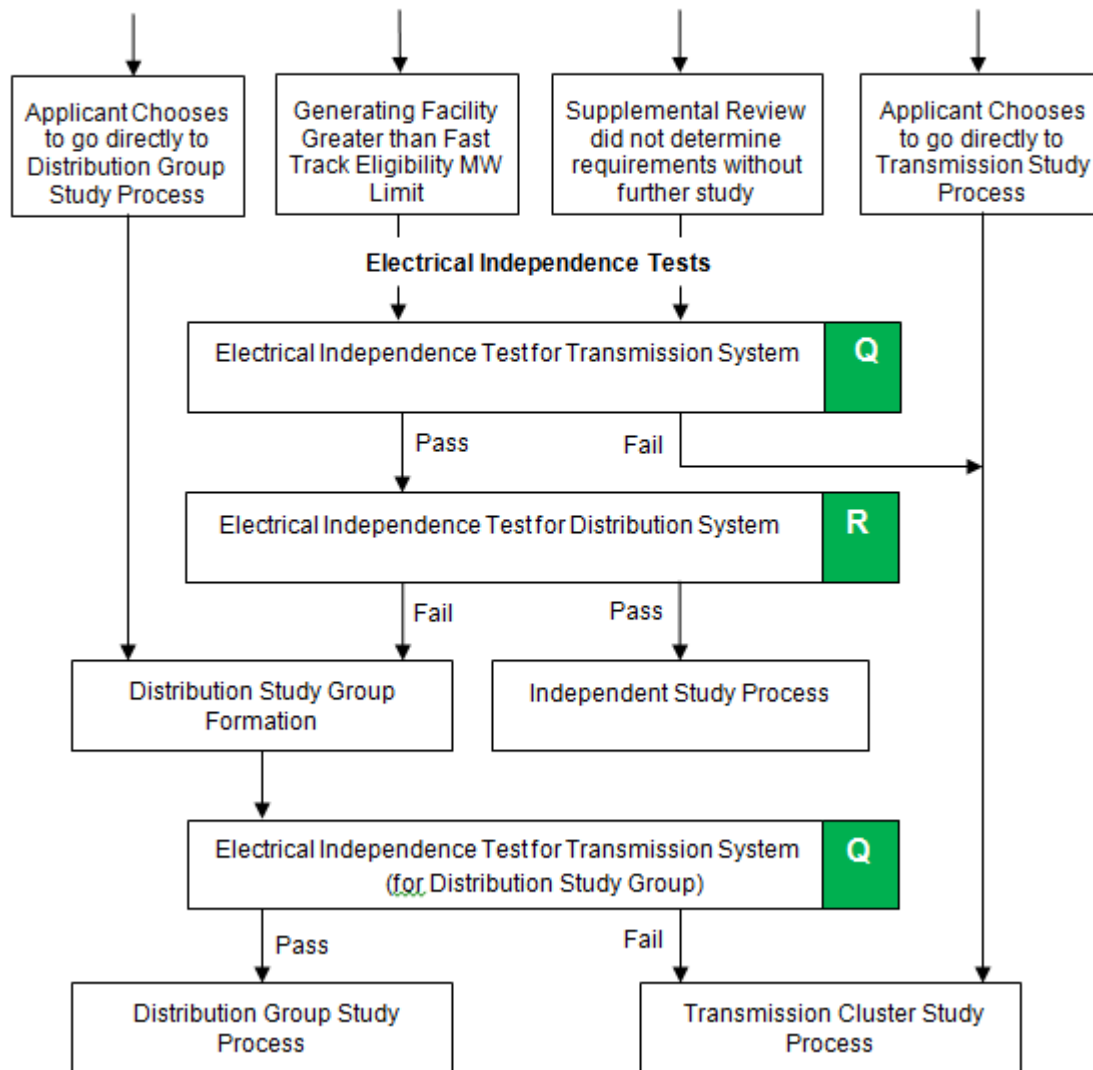 Applicant Chooses
to go directly to
Distribution Group
Study Process
Generating Facility
Greater than Fast
Track Eligibility MW
Limit
Supplemental Review
did not determine
requirements without
further study
Applicant Chooses
to go directly to
Transmission Study
Process
Electrical Independence Tests
Electrical Independence Test for Transmission System
Q
Pass
Fail
Electrical Independence Test for Distribution System
R
Fail
Pass
Distribution Study Group
Formation
Independent Study Process
Electrical Independence Test for Transmission System
(for Distribution Study Group)
Q
Pass
Fail
Distribution Group Study
Process
Transmission Cluster Study
Process